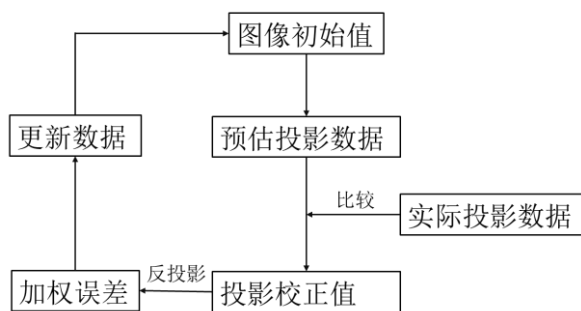 图像初始值
更新数据
预估投影数据
比较
实际投影数据
反投影
加权误差
投影校正值